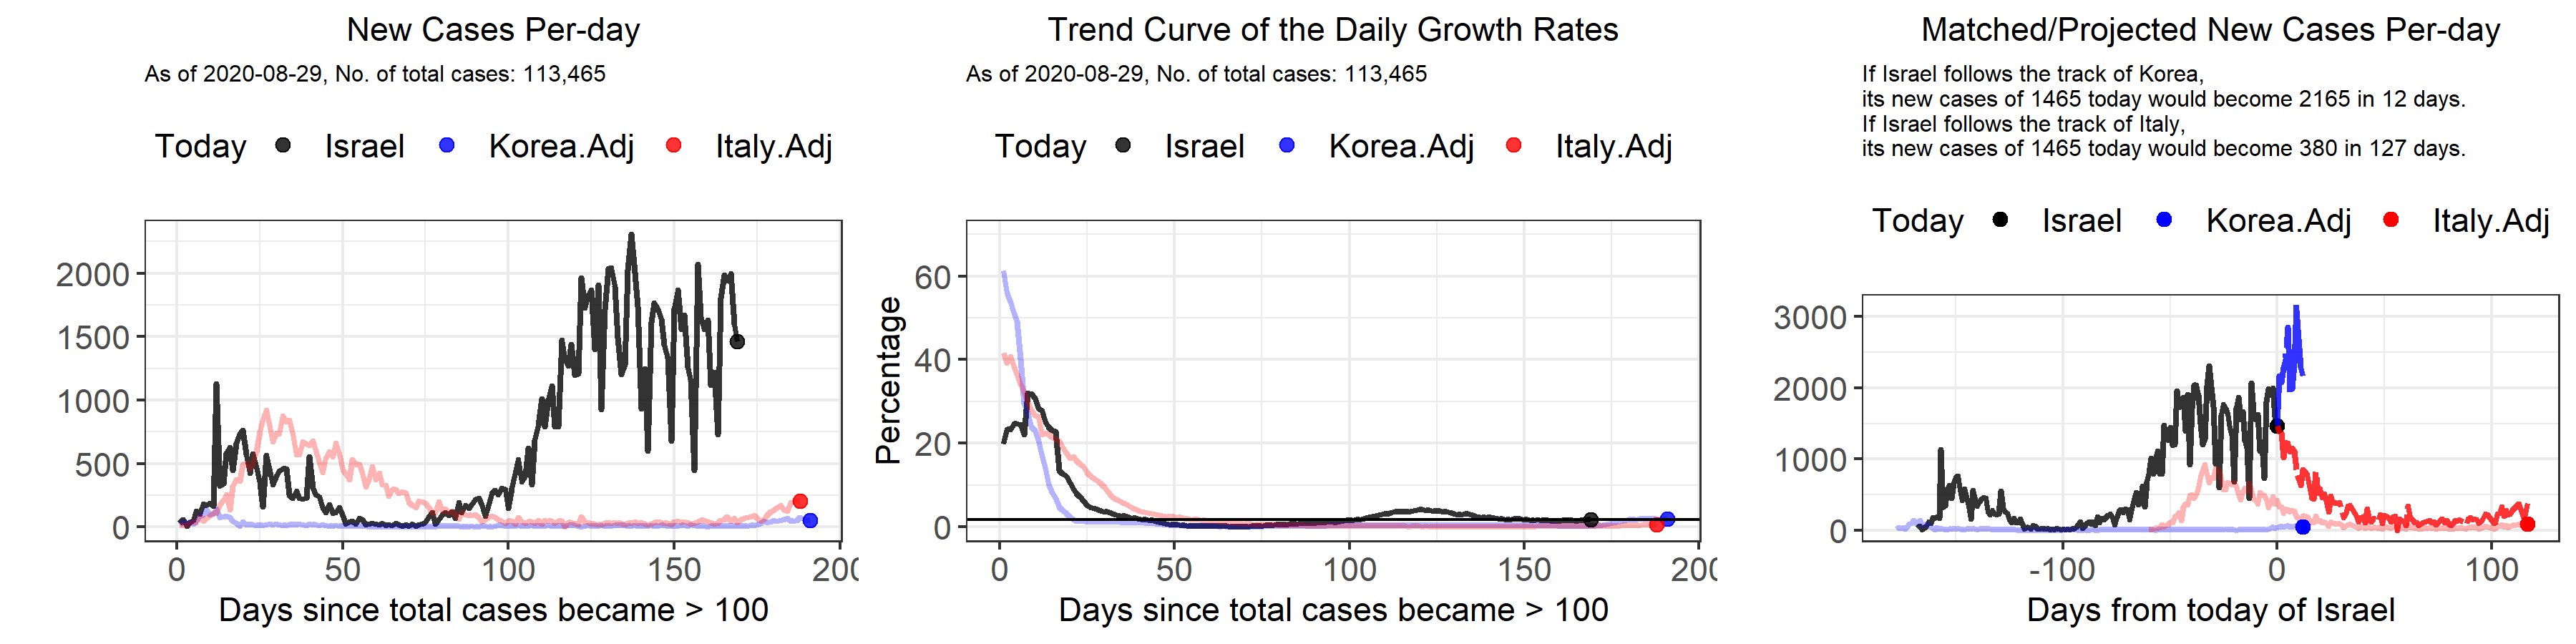 New Cases Per-day
As of 2020-08-29, No. of total cases: 113,465
Today Israel Korea.Adj Italy.Adj
2000
1500
1000
500
0
0 50 100 150 200
Days since total cases became > 100
Trend Curve of the Daily Growth Rates
As of 2020-08-29, No. of total cases: 113,465
Today Israel Korea.Adj Italy.Adj
Percentage
60
40
20
0
0 50 100 150 200
Days since total cases became > 100
Matched/Projected New Cases Per-day
If Israel follows the track of Korea,
its new cases of 1465 today would become 2165 in 12 days.
If Israel follows the track of Italy,
its new cases of 1465 today would become 380 in 127 days.
Today Israel Korea.Adj Italy.Adj
3000
2000
1000
0
-100 0 100
Days from today of Israel